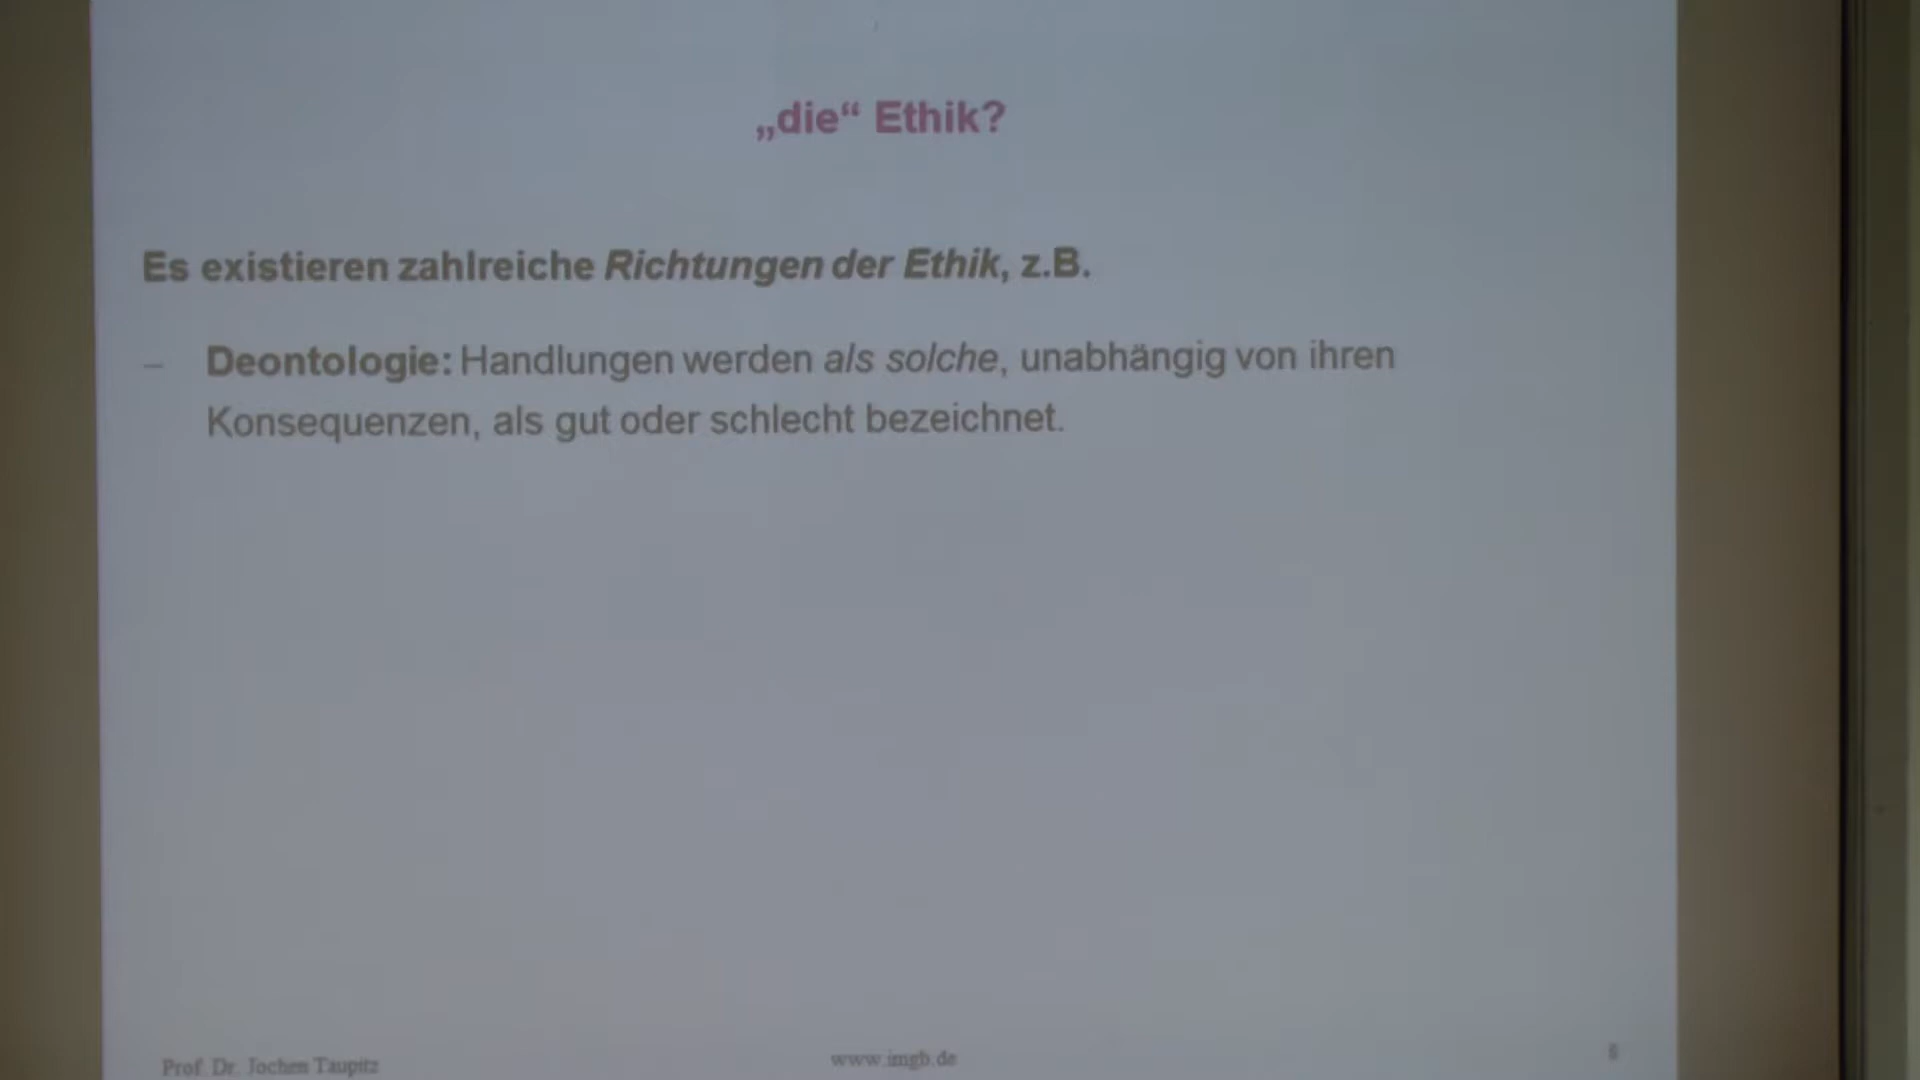 „die“ Ethik?
Es existieren zahlreiche Richtungen der Ethik, z.B.
– Deontologie: Handlungen werden als solche, unabhängig von ihren
Konsequenzen, als gut oder schlecht bezeichnet.
Prof. Dr. Jochen Taupitz
www.imgb.de